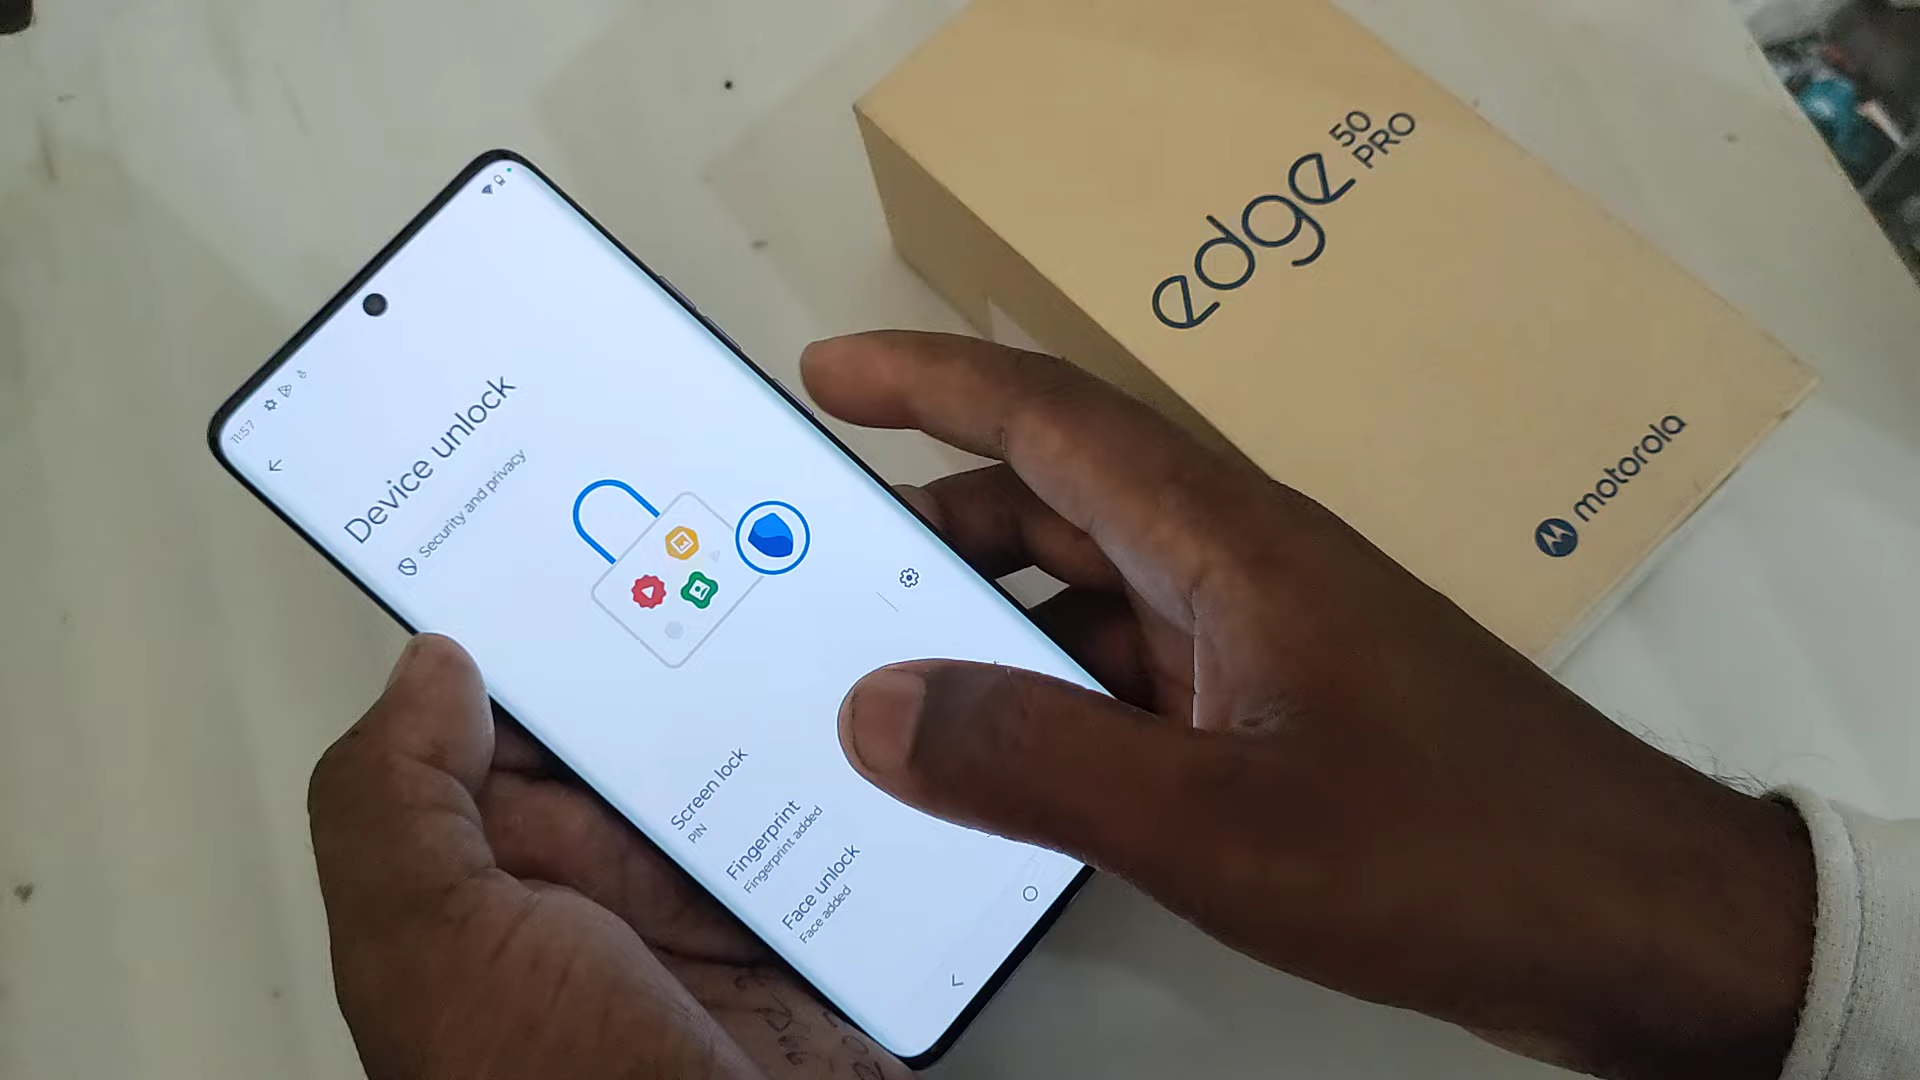 11:57
Device unlock
Security and privacy
Screen lock
PIN
Fingerprint
Fingerprint added
Face unlock
Face added
edge 50
PRO
motorola